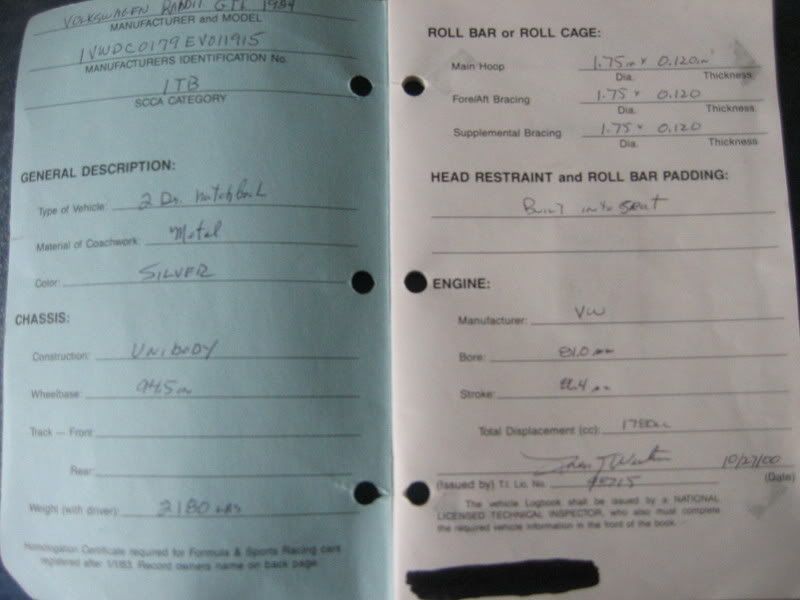 VOLKSWAGEN RABBIT GTI 1984
MANUFACTURER and MODEL
1VWDC0179EV011915
MANUFACTURERS IDENTIFICATION No.
ITB
SCCA CATEGORY
GENERAL DESCRIPTION:
Type of Vehicle: 2 Dr. Hatchback
Material of Coachwork: Metal
Color: SILVER
CHASSIS:
Construction: UNIBODY
Wheelbase: 94.5 in
Track — Front
Rear:
Weight (with driver): 2180 LBS
Homologation Certificate required for Formula & Sports Racing cars
registered after 1/1/83. Record owners name on back page.
ROLL BAR or ROLL CAGE:
Main Hoop 1.75in x 0.120in
Dia. Thickness
Fore/Aft Bracing 1.75 x 0.120
Dia. Thickness
Supplemental Bracing 1.75 x 0.120
Dia. Thickness
HEAD RESTRAINT and ROLL BAR PADDING:
Built into seat
ENGINE:
Manufacturer: VW
Bore: 81.0 mm
Stroke: 86.4 mm
Total Displacement (cc): 1780cc
10/27/00
(Issued by) T.I. Lic. No. (Date)
The vehicle Logbook shall be issued by a NATIONAL
LICENSED TECHNICAL INSPECTOR, who also must complete
the required vehicle information in the front of the book.